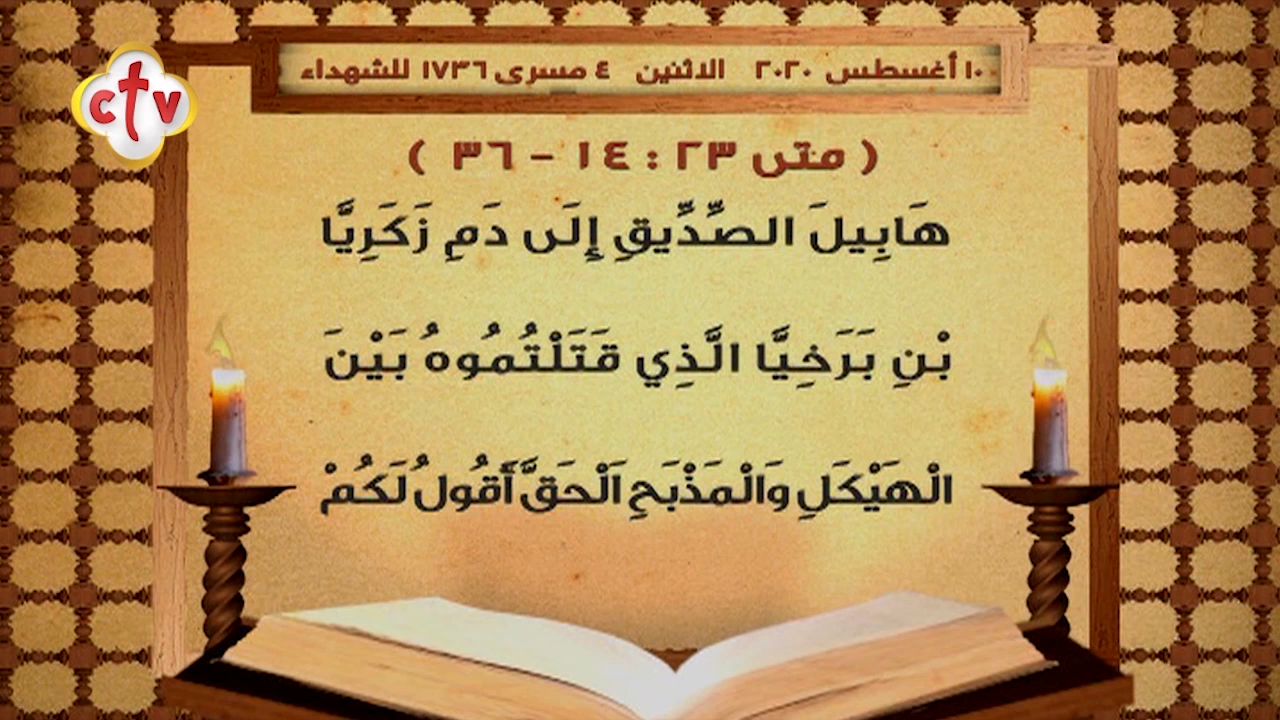 ctv
١٠ أغسطس ٢٠٢٠ الاثنين ٤ مسرى ١٧٣٦ للشهداء
( متى ٢٣ : ١٤ - ٣٦ )
هَابِيلَ الصِّدِّيقِ إِلَى دَمِ زَكَرِيَّا
بْنِ بَرَخِيَّا الَّذِي قَتَلْتُمُوهُ بَيْنَ
الْهَيْكَلِ وَالْمَذْبَحِ اَلْحَقَّ أَقُولُ لَكُمْ